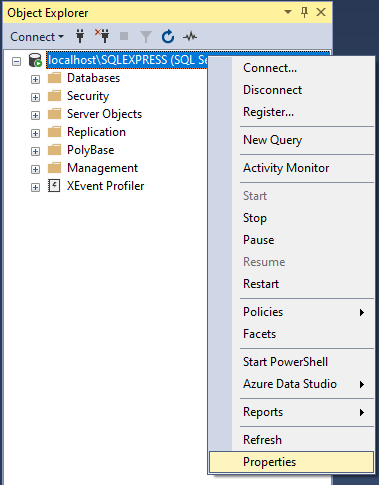 Object Explorer
Connect
localhost\SQLEXPRESS (SQL Se
Databases
Security
Server Objects
Replication
PolyBase
Management
XEvent Profiler
Connect...
Disconnect
Register...
New Query
Activity Monitor
Start
Stop
Pause
Resume
Restart
Policies
Facets
Start PowerShell
Azure Data Studio
Reports
Refresh
Properties